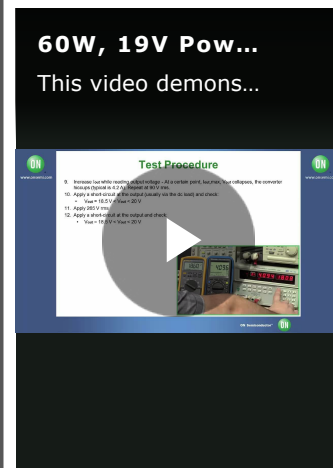 60W, 19V Pow...
This video demons...
ON
ON
www.onsemi.com
Test Procedure
9. Increase Iout while reading output voltage – At a certain point, Iout,max, Vout collapses, the converter
hiccups (typical is 4.2 A). Repeat at 90 V rms.
10. Apply a short-circuit at the output (usually via the dc load) and check:
• Vout = 18.5 V < Vout < 20 V
11. Apply 265 V rms.
12. Apply a short-circuit at the output and check:
• Vout = 18.5 V < Vout < 20 V
ON Semiconductor
ON